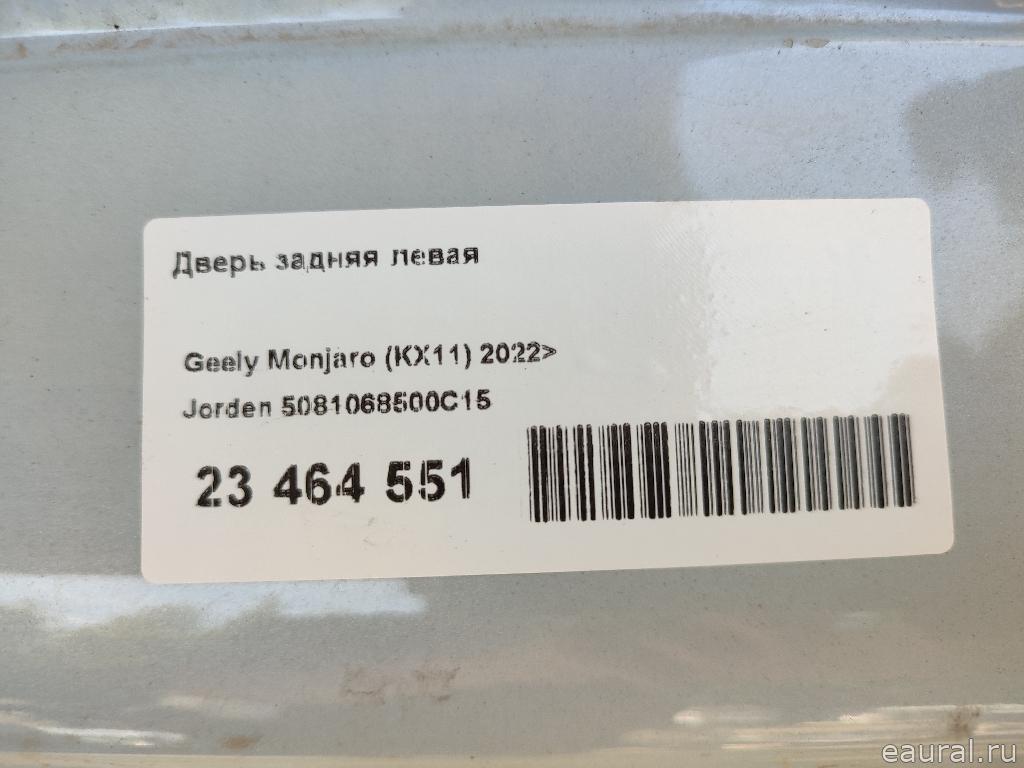 Дверь задняя левая
Geely Monjaro (KX11) 2022>
Jorden 5081068500C15
23 464 551
eaural.ru